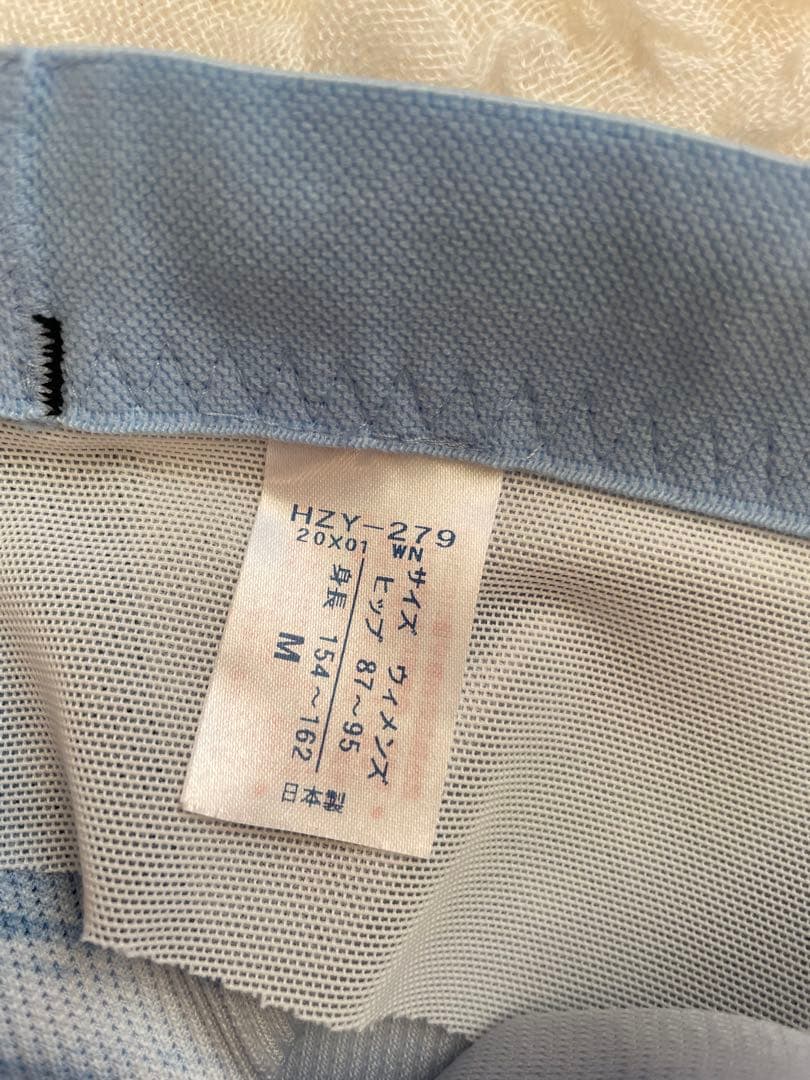 HZY-279
20X01 WN
サイズ ウィメンズ
ヒップ 87~95
身長 154~162
M
日本製